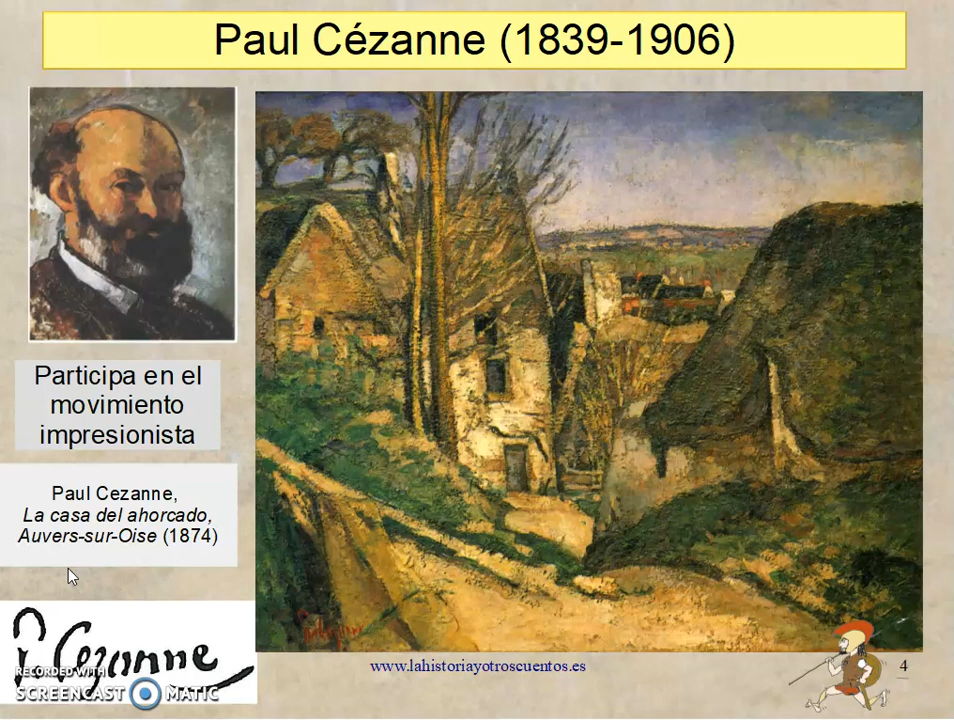 Paul Cézanne (1839-1906)
Participa en el
movimiento
impresionista
Paul Cezanne,
La casa del ahorcado,
Auvers-sur-Oise (1874)
P Cezanne
RECORDED WITH
SCREENCAST MATIC
www.lahistoriayotroscuentos.es
4